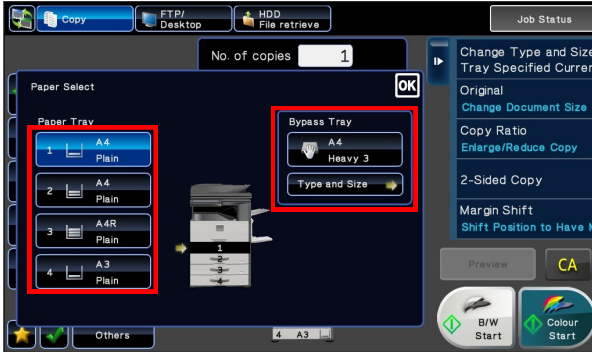 Copy
FTP/
Desktop
HDD
File retrieve
Job Status
No. of copies 1
Change Type and Size
Tray Specified Curren
Original
Change Document Size
Copy Ratio
Enlarge/Reduce Copy
2-Sided Copy
Margin Shift
Shift Position to Have M
Paper Select
OK
Paper Tray
1 A4
Plain
2 A4
Plain
3 A4R
Plain
4 A3
Plain
Bypass Tray
A4
Heavy 3
Type and Size
1
2
3
4
Preview
CA
B/W
Start
Colour
Start
Others
4 A3